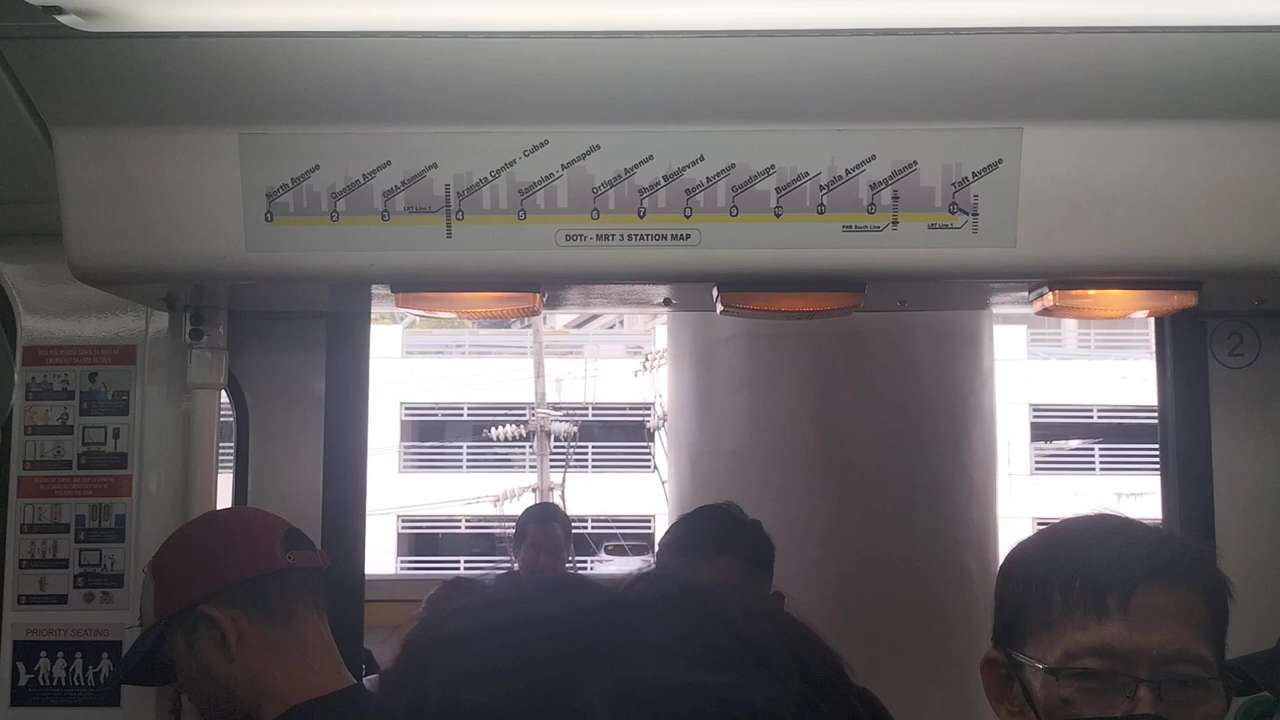 North Avenue
Quezon Avenue
GMA-Kamuning
LRT Line 2
Araneta Center - Cubao
Santolan - Annapolis
Ortigas Avenue
Shaw Boulevard
Boni Avenue
Guadalupe
Buendia
Ayala Avenue
Magallanes
Taft Avenue
1 2 3 4 5 6 7 8 9 10 11 12 13
PNR South Line
LRT Line 1
DOTr - MRT 3 STATION MAP
2
PRIORITY SEATING